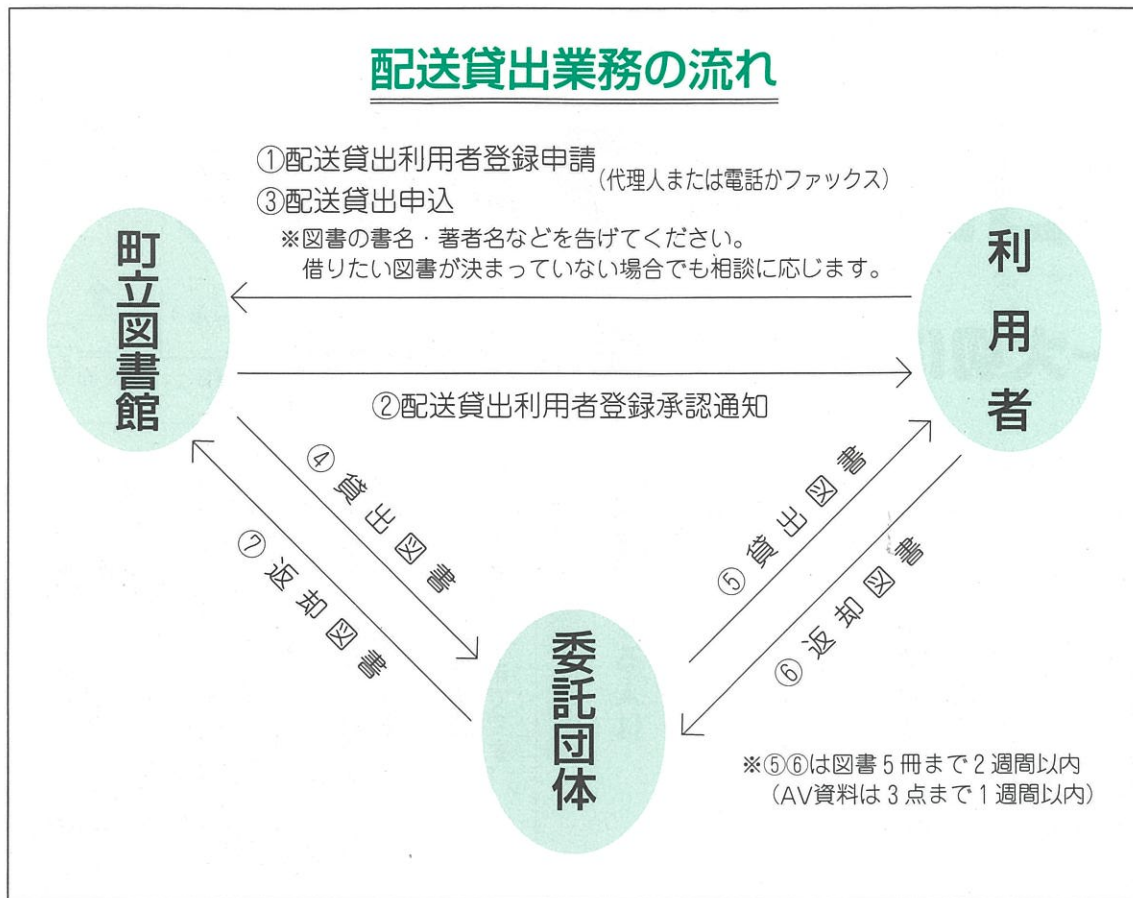 配送貸出業務の流れ
①配送貸出利用者登録申請
(代理人または電話かファックス)
③配送貸出申込
※図書の書名・著者名などを告げてください。
借りたい図書が決まっていない場合でも相談に応じます。
町立図書館
利用者
②配送貸出利用者登録承認通知
④貸出図書
⑦返却図書
⑤貸出図書
⑥返却図書
委託団体
※⑤⑥は図書5冊まで2週間以内
(AV資料は3点まで1週間以内)